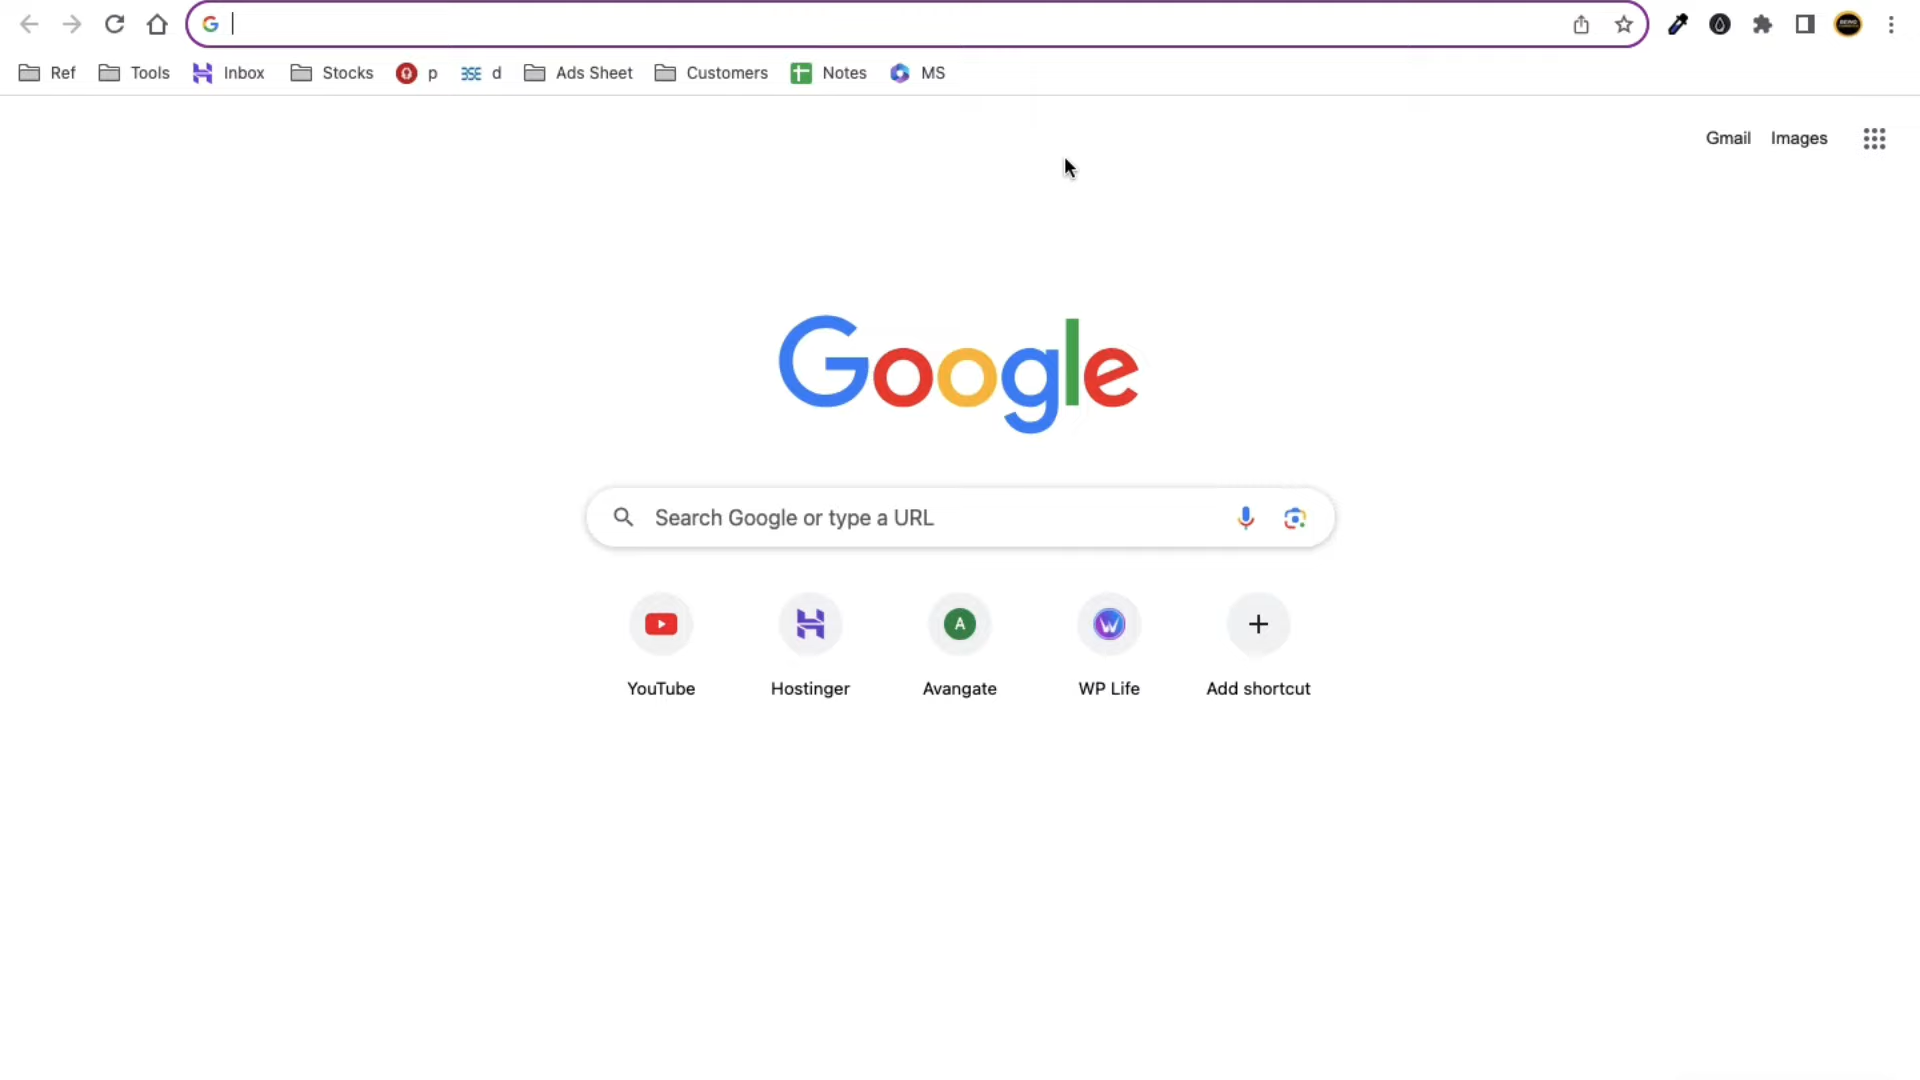 Ref Tools Inbox Stocks p d Ads Sheet Customers Notes MS
Gmail Images
Google
Search Google or type a URL
A
YouTube Hostinger Avangate WP Life Add shortcut